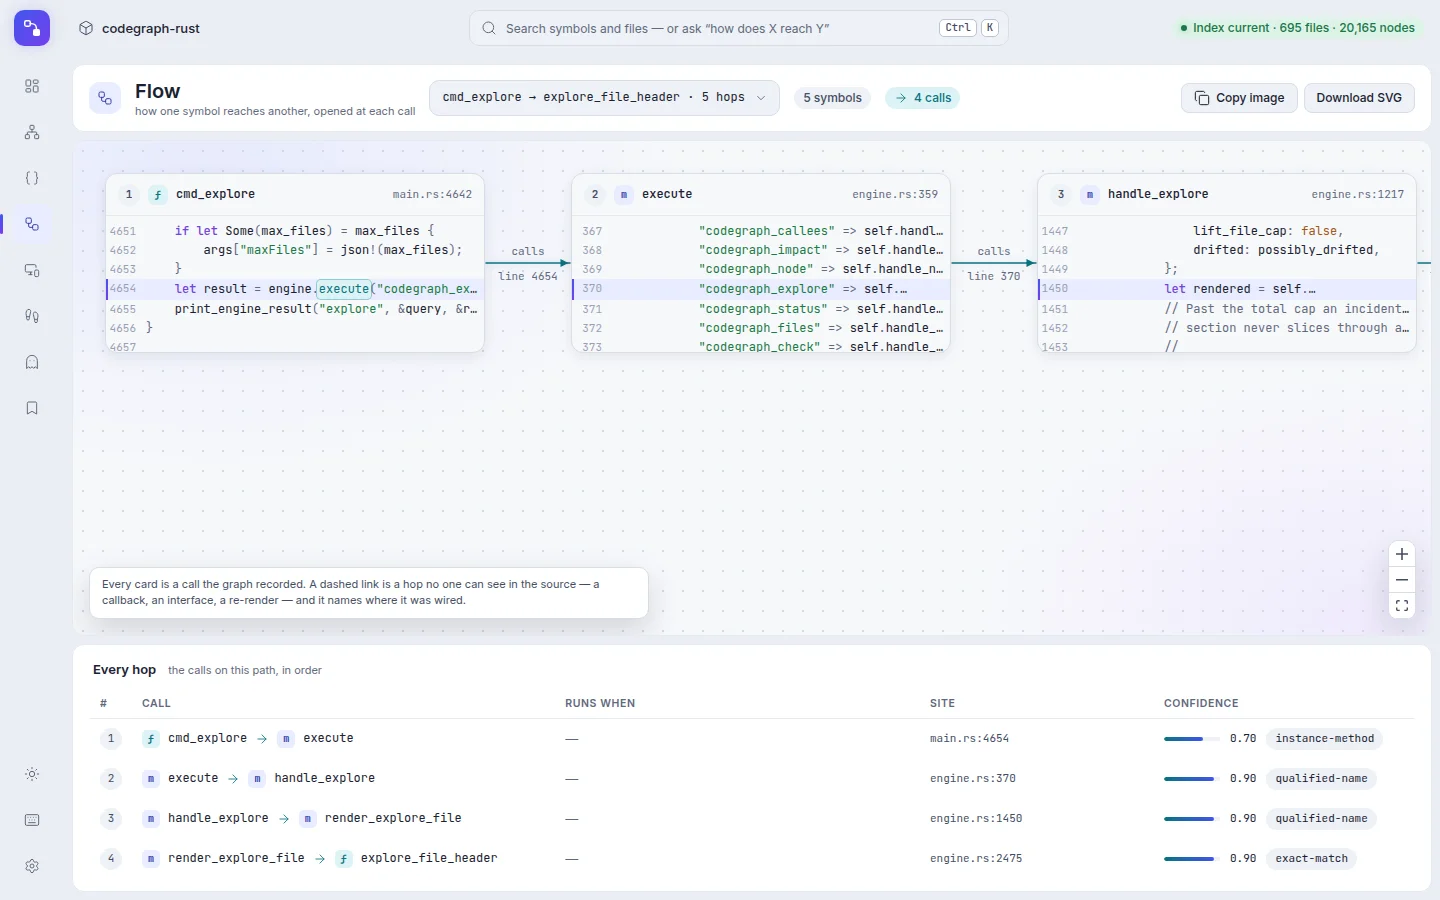 codegraph-rust
Search symbols and files — or ask “how does X reach Y”
Ctrl K
Index current · 695 files · 20,165 nodes
Flow
how one symbol reaches another, opened at each call
cmd_explore → explore_file_header · 5 hops
5 symbols
→ 4 calls
Copy image
Download SVG
1 ƒ cmd_explore main.rs:4642
4651 if let Some(max_files) = max_files {
4652 args["maxFiles"] = json!(max_files);
4653 }
4654 let result = engine.execute("codegraph_ex…
4655 print_engine_result("explore", &query, &r…
4656 }
4657
calls
line 4654
2 m execute engine.rs:359
367 "codegraph_callees" => self.handl…
368 "codegraph_impact" => self.handle…
369 "codegraph_node" => self.handle_n…
370 "codegraph_explore" => self.…
371 "codegraph_status" => self.handle…
372 "codegraph_files" => self.handle_…
373 "codegraph_check" => self.handle_…
calls
line 370
3 m handle_explore engine.rs:1217
1447 lift_file_cap: false,
1448 drifted: possibly_drifted,
1449 };
1450 let rendered = self.…
1451 // Past the total cap an incident…
1452 // section never slices through a…
1453 //
Every card is a call the graph recorded. A dashed link is a hop no one can see in the source — a
callback, an interface, a re-render — and it names where it was wired.
Every hop the calls on this path, in order
# CALL RUNS WHEN SITE CONFIDENCE
1 ƒ cmd_explore → m execute — main.rs:4654 0.70 instance-method
2 m execute → m handle_explore — engine.rs:370 0.90 qualified-name
3 m handle_explore → m render_explore_file — engine.rs:1450 0.90 qualified-name
4 m render_explore_file → ƒ explore_file_header — engine.rs:2475 0.90 exact-match